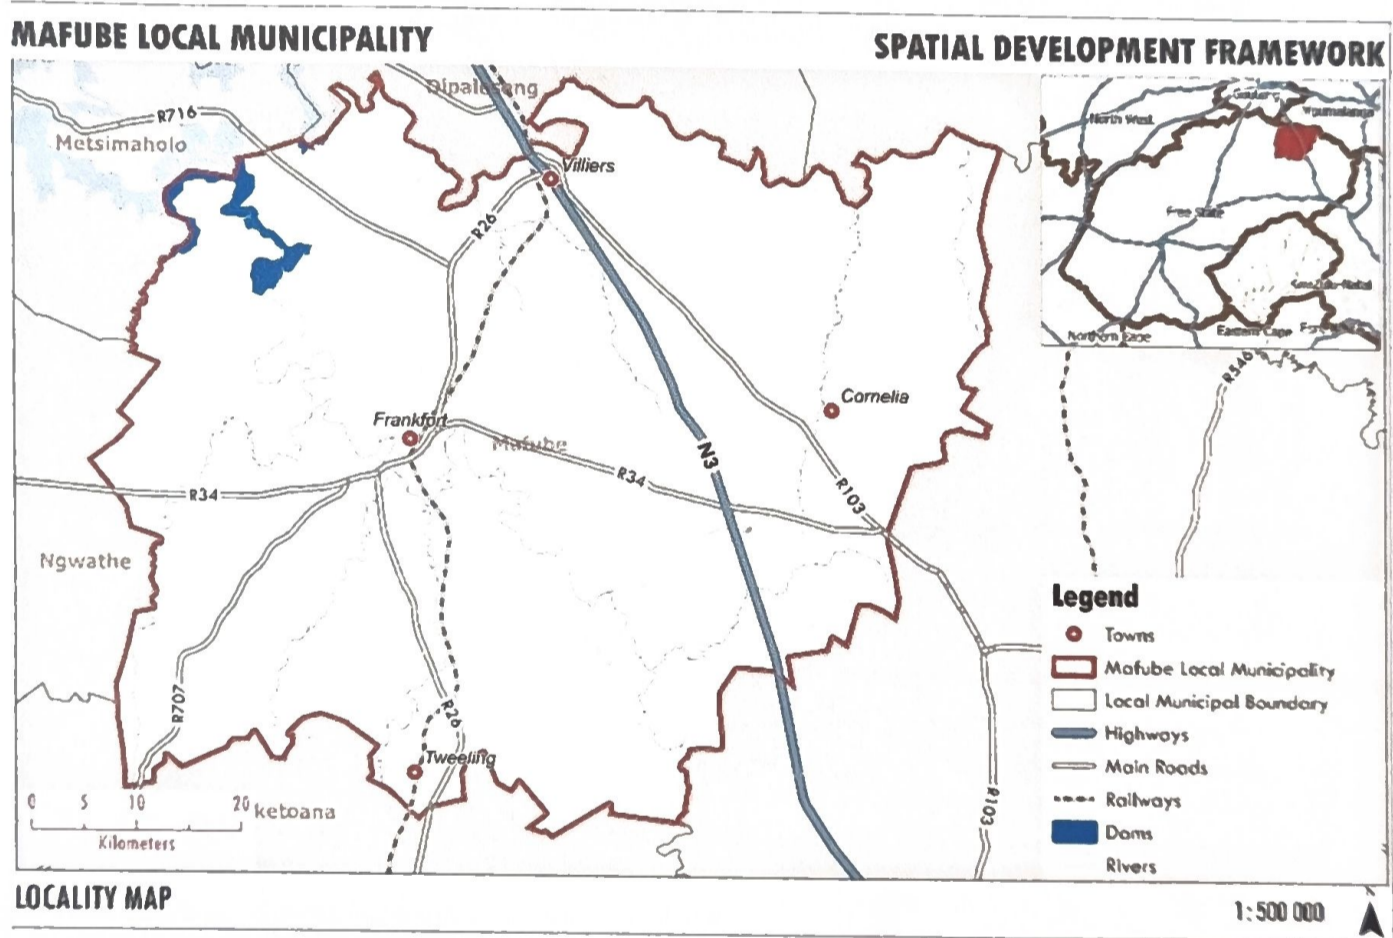 MAFUBE LOCAL MUNICIPALITY
SPATIAL DEVELOPMENT FRAMEWORK
Dipaleseng
R716
Metsimaholo
Villiers
R26
North West
Free State
Northern Cape
Eastern Cape
R546
Cornelia
Frankfort
Mafube
N3
R34
R34
R103
Ngwathe
R707
R26
Tweeling
R103
0 5 10 20
Kilometers
ketoana
Legend
Towns
Mafube Local Municipality
Local Municipal Boundary
Highways
Main Roads
Railways
Dams
Rivers
LOCALITY MAP
1:500 000